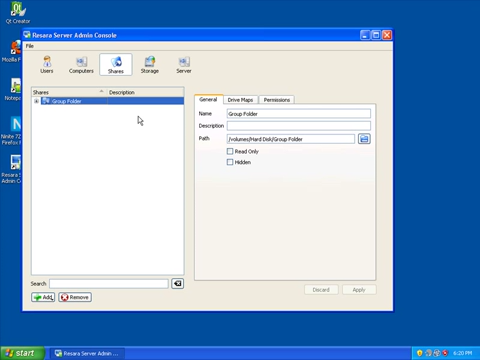 Qt Creator
Resara Server Admin Console
File
Mozilla F
Users
Computers
Shares
Storage
Server
Shares
Description
Group Folder
General
Drive Maps
Permissions
Name
Group Folder
Description
Path
/volumes/Hard Disk/Group Folder
Read Only
Hidden
Notep
Ninite 7Z
Firefox
Resara S
Admin C
Search
Add
Remove
Discard
Apply
start
Resara Server Admin ...
6:20 PM